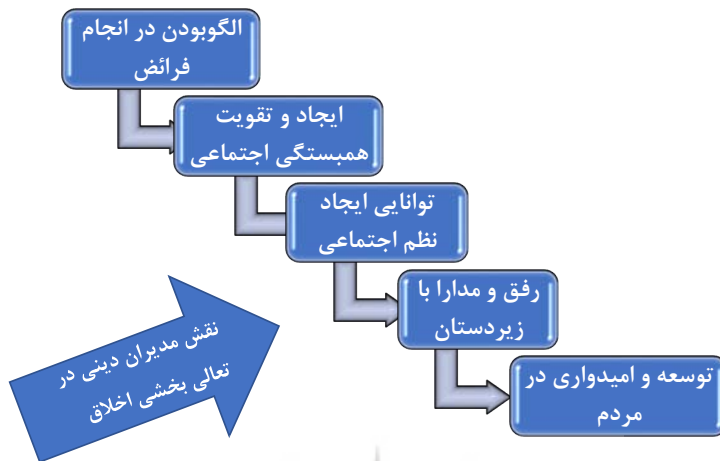 الگوبودن در انجام
فرائض
ایجاد و تقویت
همبستگی اجتماعی
توانایی ایجاد
نظم اجتماعی
رفق و مدارا با
زیردستان
توسعه و امیدواری در
مردم
نقش مدیران دینی در
تعالی بخشی اخلاق